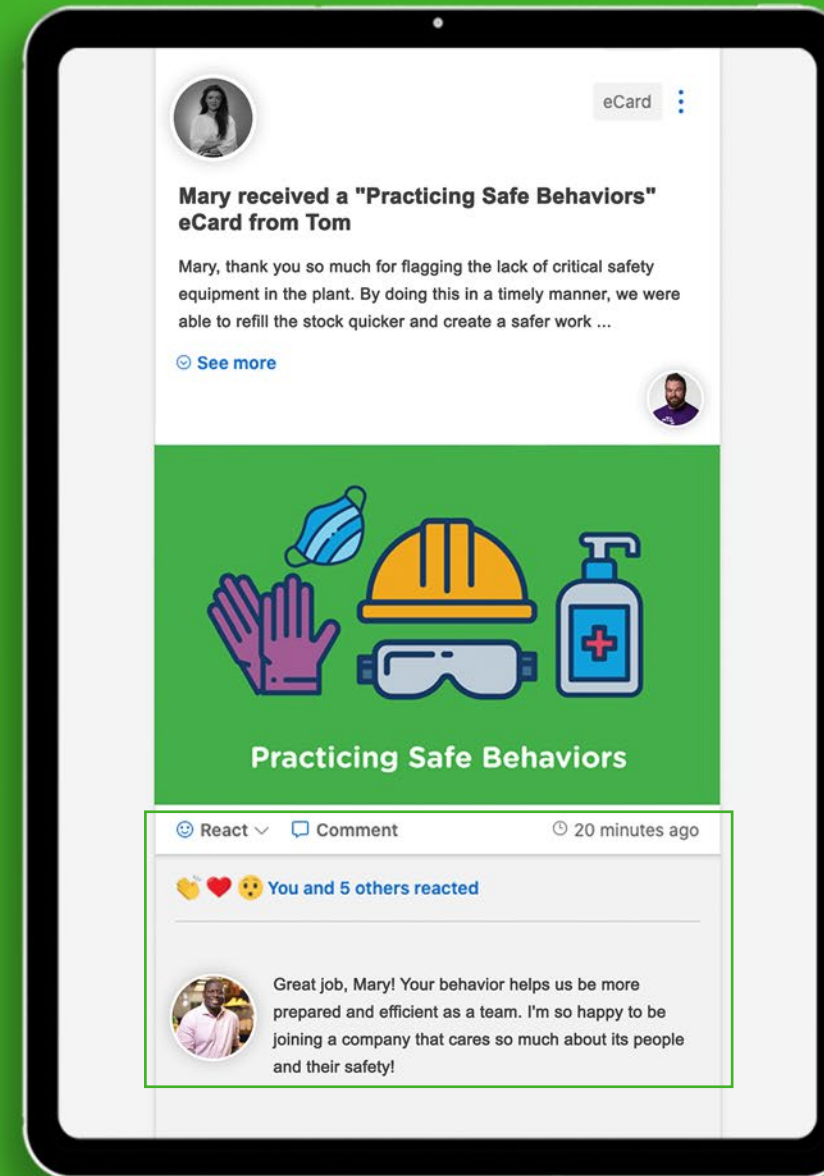 eCard
Mary received a "Practicing Safe Behaviors"
eCard from Tom
Mary, thank you so much for flagging the lack of critical safety
equipment in the plant. By doing this in a timely manner, we were
able to refill the stock quicker and create a safer work ...
See more
Practicing Safe Behaviors
React
Comment
20 minutes ago
You and 5 others reacted
Great job, Mary! Your behavior helps us be more
prepared and efficient as a team. I'm so happy to be
joining a company that cares so much about its people
and their safety!